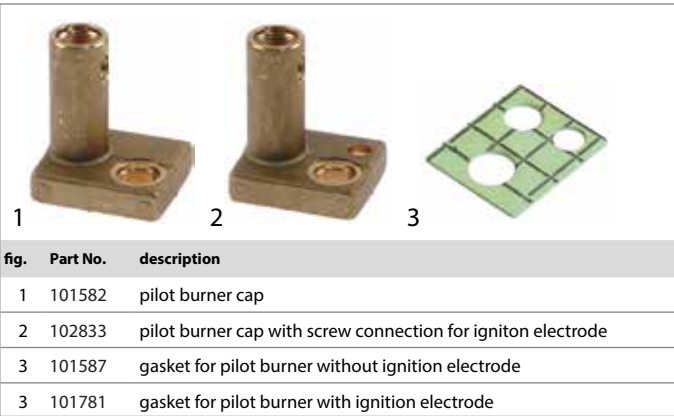 1 2 3
fig. Part No. description
1 101582 pilot burner cap
2 102833 pilot burner cap with screw connection for igniton electrode
3 101587 gasket for pilot burner without ignition electrode
3 101781 gasket for pilot burner with ignition electrode